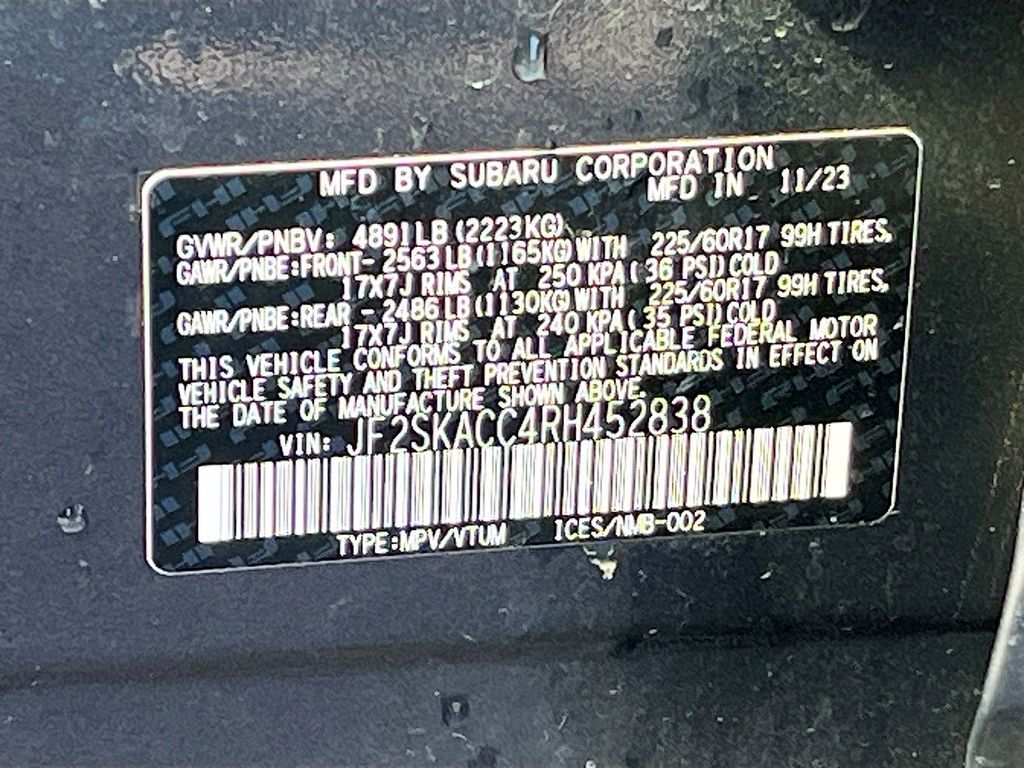 MFD BY SUBARU CORPORATION
MFD IN 11/23
GVWR/PNBV: 4891LB(2223KG)
GAWR/PNBE:FRONT- 2563LB(1165KG)WITH 225/60R17 99H TIRES,
17X7J RIMS AT 250 KPA( 36 PSI)COLD
GAWR/PNBE:REAR - 2486LB(1130KG)WITH 225/60R17 99H TIRES,
17X7J RIMS AT 240 KPA( 35 PSI)COLD
THIS VEHICLE CONFORMS TO ALL APPLICABLE FEDERAL MOTOR
VEHICLE SAFETY AND THEFT PREVENTION STANDARDS IN EFFECT ON
THE DATE OF MANUFACTURE SHOWN ABOVE.
VIN: JF2SKACC4RH452838
TYPE:MPV/VTUM ICES/NMB-002